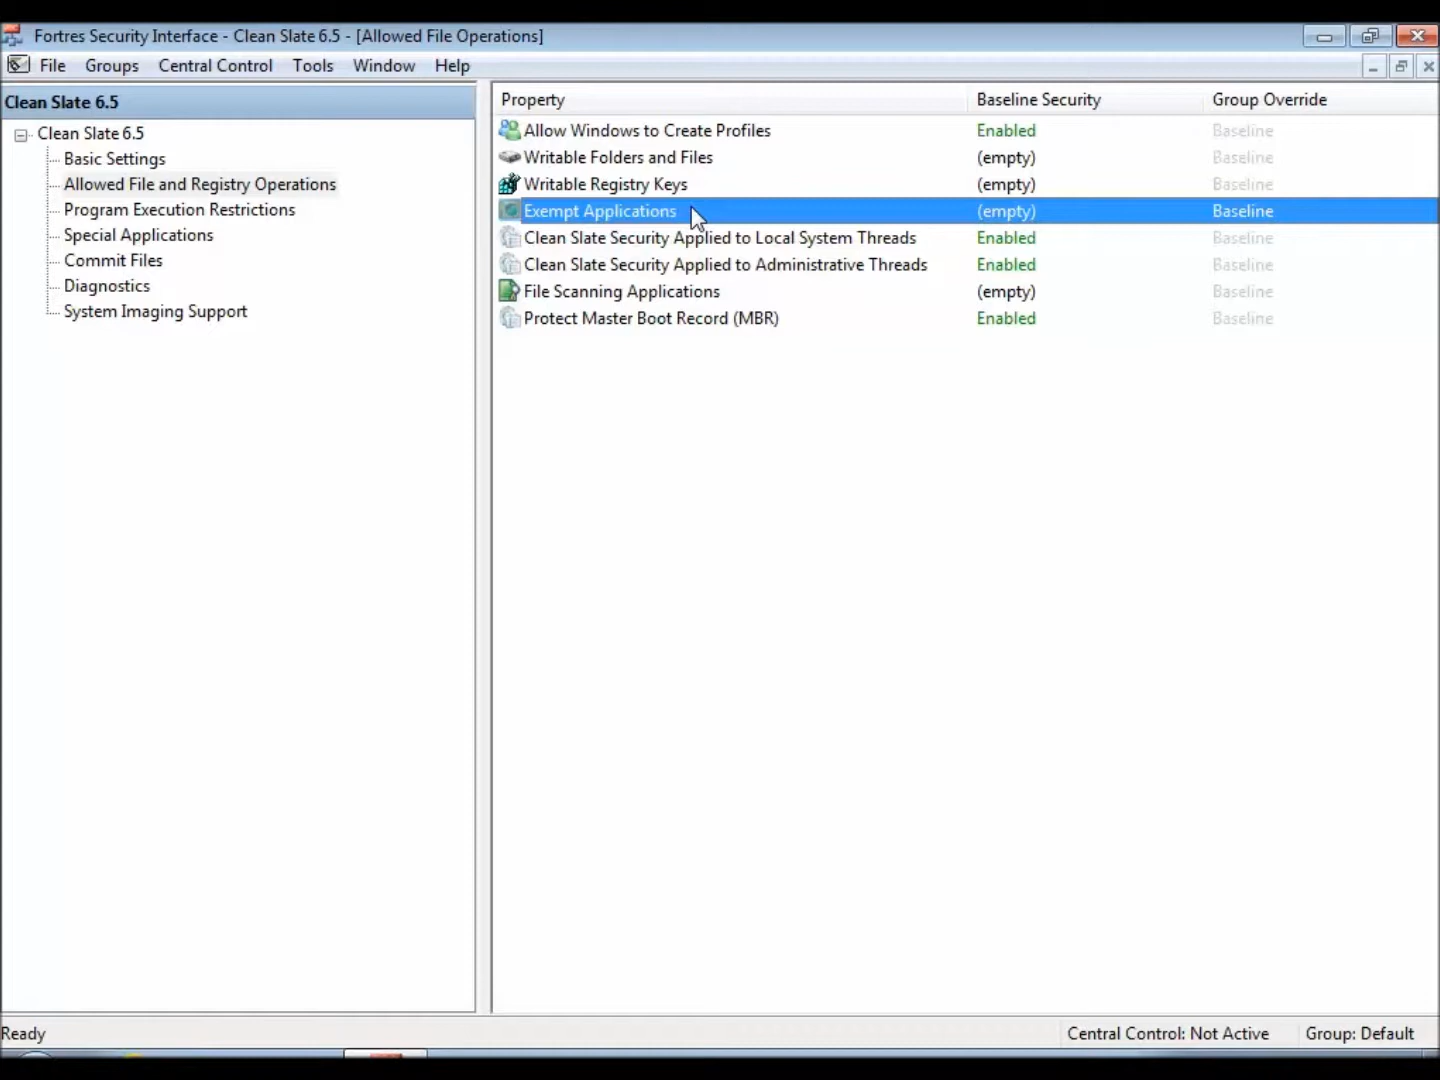 Fortres Security Interface - Clean Slate 6.5 - [Allowed File Operations]
File Groups Central Control Tools Window Help
Clean Slate 6.5
Clean Slate 6.5
Basic Settings
Allowed File and Registry Operations
Program Execution Restrictions
Special Applications
Commit Files
Diagnostics
System Imaging Support
Property Baseline Security Group Override
Allow Windows to Create Profiles Enabled Baseline
Writable Folders and Files (empty) Baseline
Writable Registry Keys (empty) Baseline
Exempt Applications (empty) Baseline
Clean Slate Security Applied to Local System Threads Enabled Baseline
Clean Slate Security Applied to Administrative Threads Enabled Baseline
File Scanning Applications (empty) Baseline
Protect Master Boot Record (MBR) Enabled Baseline
Ready Central Control: Not Active Group: Default